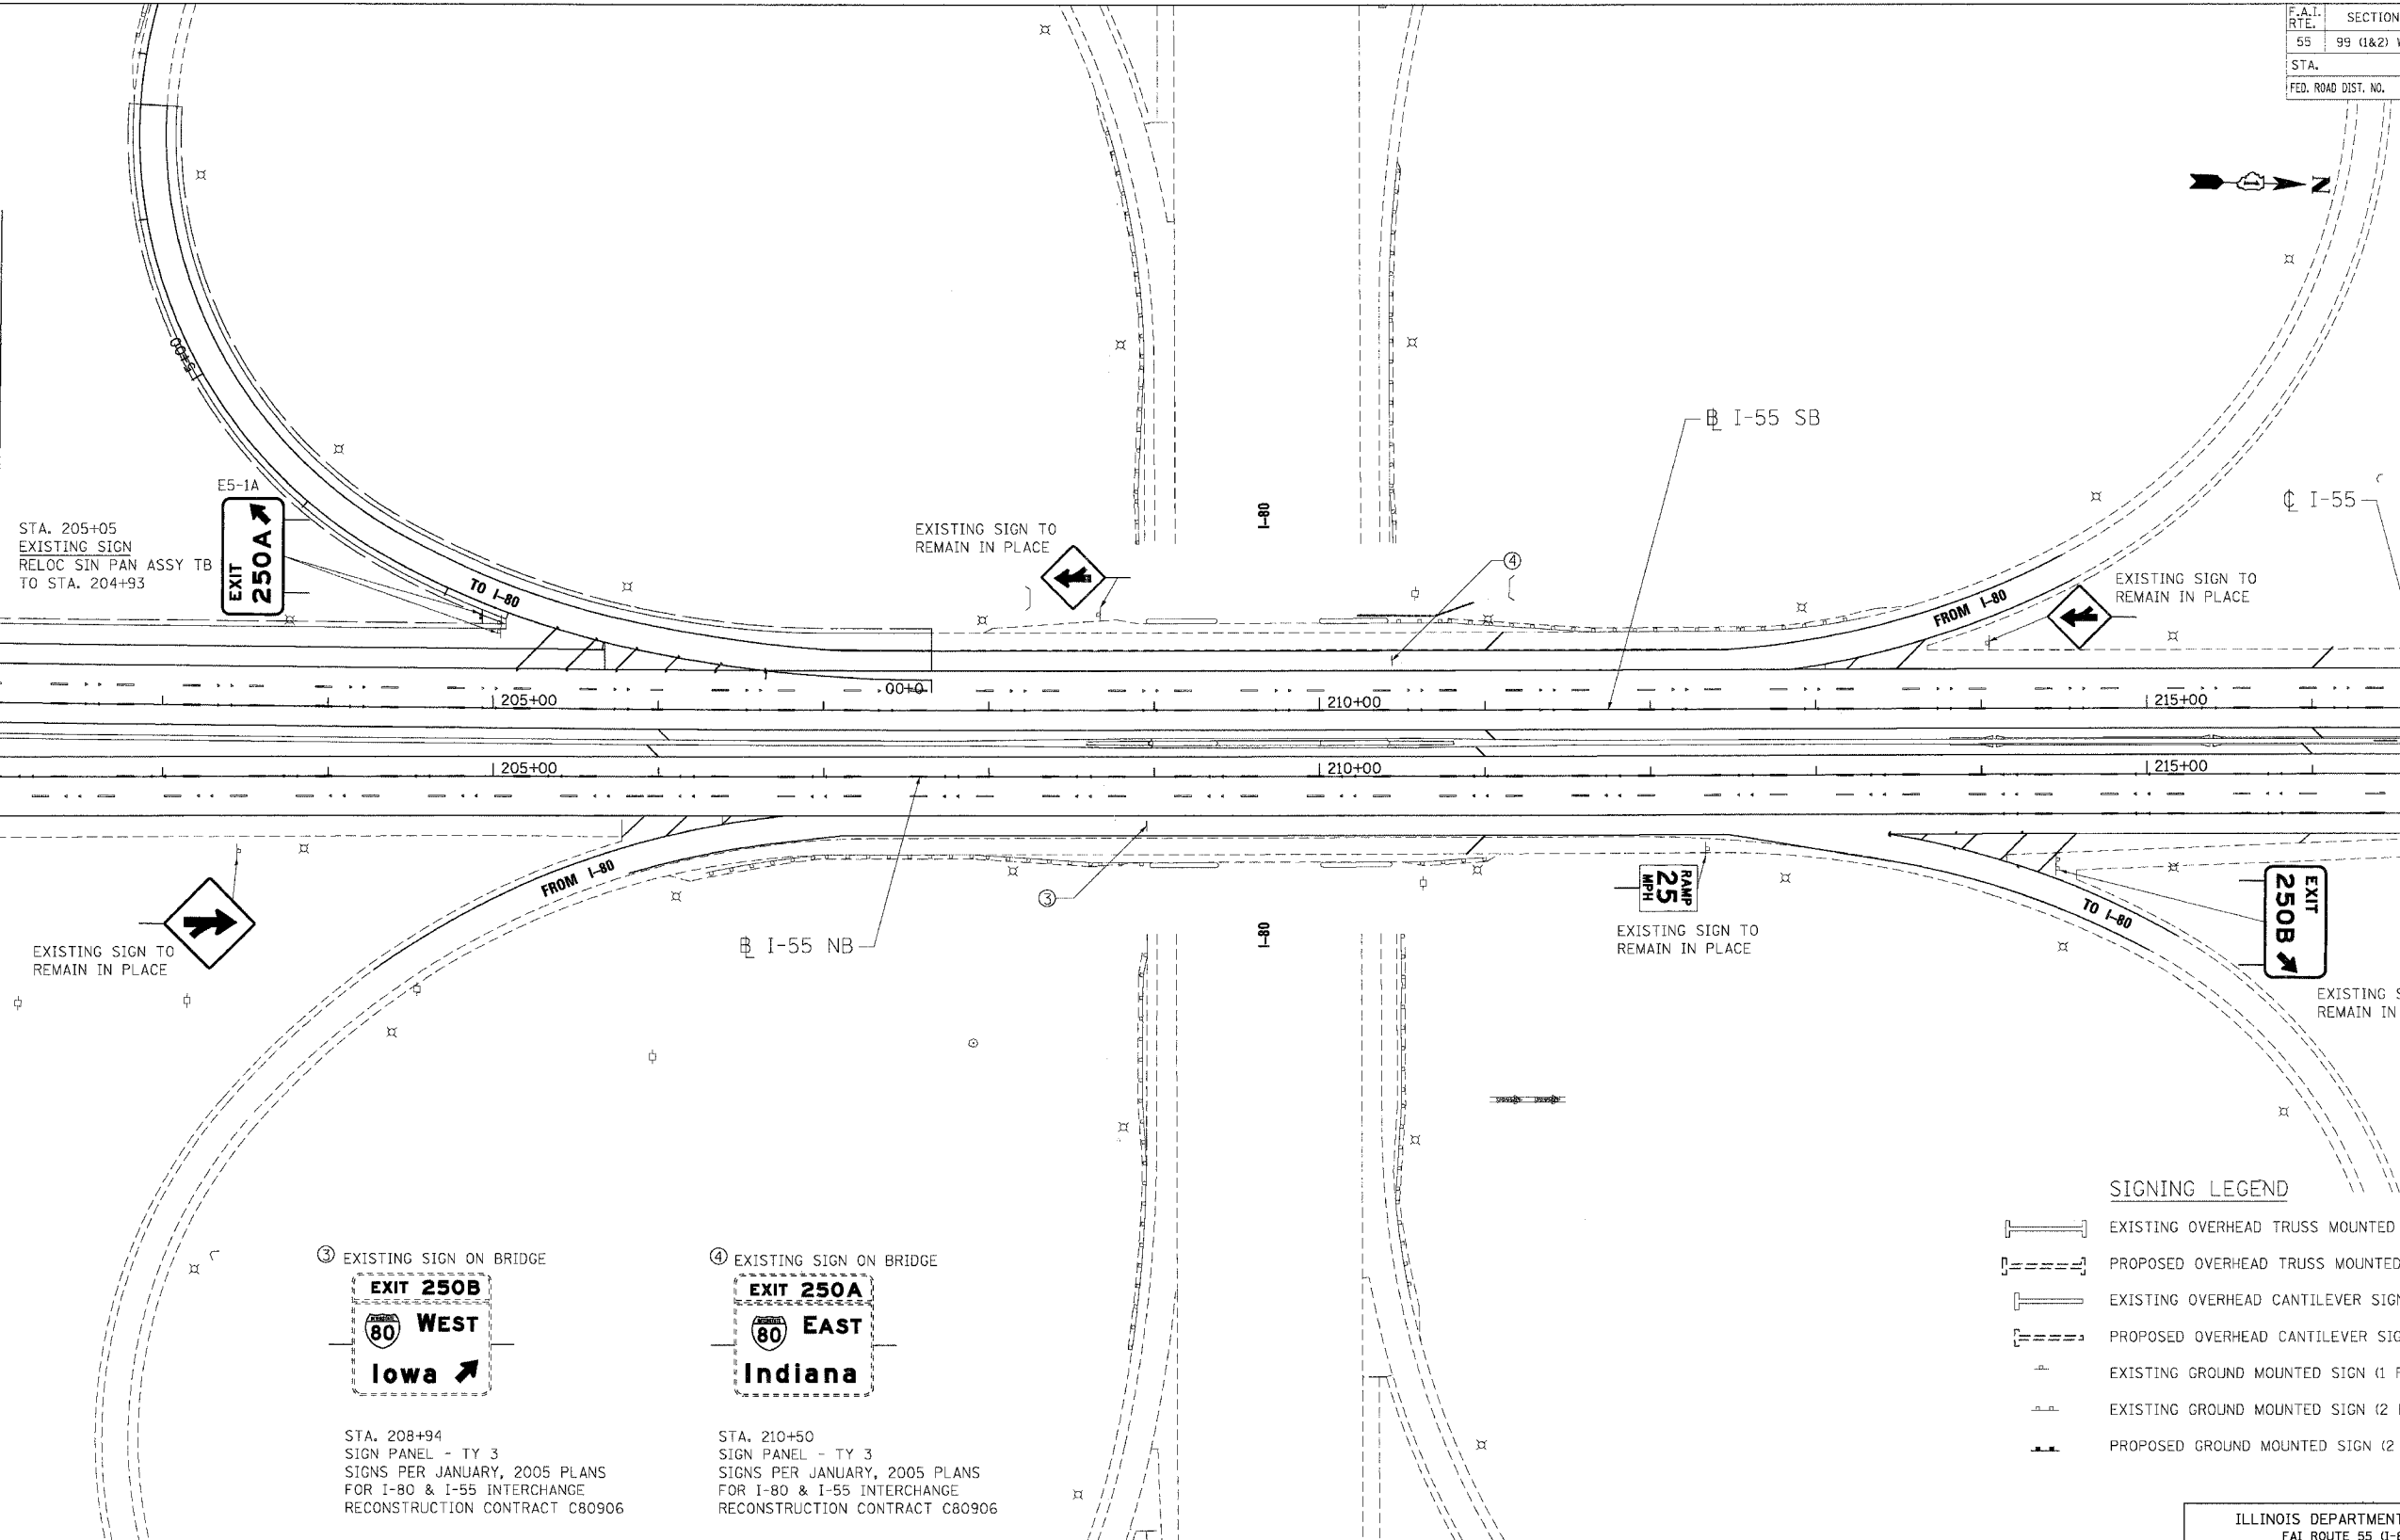 F.A.I. RTE. SECTION
55 99 (1&2)
STA.
FED. ROAD DIST. NO.
N
5+00
E5-1A
EXIT
250A
STA. 205+05
EXISTING SIGN
RELOC SIN PAN ASSY TB
TO STA. 204+93
TO I-80
EXISTING SIGN TO
REMAIN IN PLACE
I-80
④
B I-55 SB
℄ I-55
EXISTING SIGN TO
REMAIN IN PLACE
FROM I-80
0+00
205+00
210+00
215+00
205+00
210+00
215+00
FROM I-80
③
B I-55 NB
I-80
RAMP
25
MPH
EXISTING SIGN TO
REMAIN IN PLACE
TO I-80
EXIT
250B
EXISTING
REMAIN IN
EXISTING SIGN TO
REMAIN IN PLACE
③ EXISTING SIGN ON BRIDGE
EXIT 250B
80 WEST
Iowa
STA. 208+94
SIGN PANEL - TY 3
SIGNS PER JANUARY, 2005 PLANS
FOR I-80 & I-55 INTERCHANGE
RECONSTRUCTION CONTRACT C80906
④ EXISTING SIGN ON BRIDGE
EXIT 250A
80 EAST
Indiana
STA. 210+50
SIGN PANEL - TY 3
SIGNS PER JANUARY, 2005 PLANS
FOR I-80 & I-55 INTERCHANGE
RECONSTRUCTION CONTRACT C80906
SIGNING LEGEND
EXISTING OVERHEAD TRUSS MOUNTED
PROPOSED OVERHEAD TRUSS MOUNTED
EXISTING OVERHEAD CANTILEVER SIGN
PROPOSED OVERHEAD CANTILEVER SIG
EXISTING GROUND MOUNTED SIGN (1
EXISTING GROUND MOUNTED SIGN (2
PROPOSED GROUND MOUNTED SIGN (2
ILLINOIS DEPARTMENT
FAI ROUTE 55